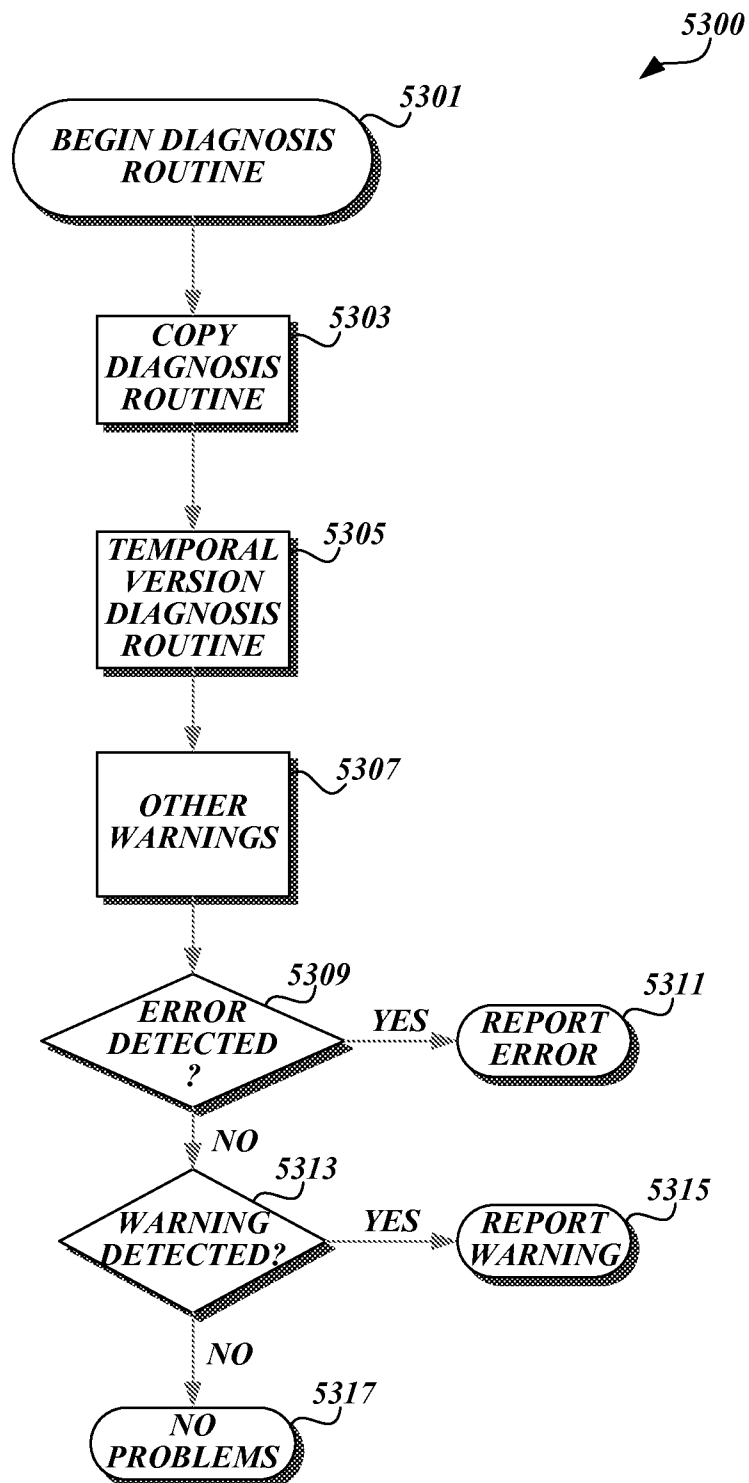 5300
5301
BEGIN DIAGNOSIS
ROUTINE
5303
COPY
DIAGNOSIS
ROUTINE
5305
TEMPORAL
VERSION
DIAGNOSIS
ROUTINE
5307
OTHER
WARNINGS
5309
ERROR
DETECTED
?
YES
5311
REPORT
ERROR
NO
5313
WARNING
DETECTED?
YES
5315
REPORT
WARNING
NO
5317
NO
PROBLEMS